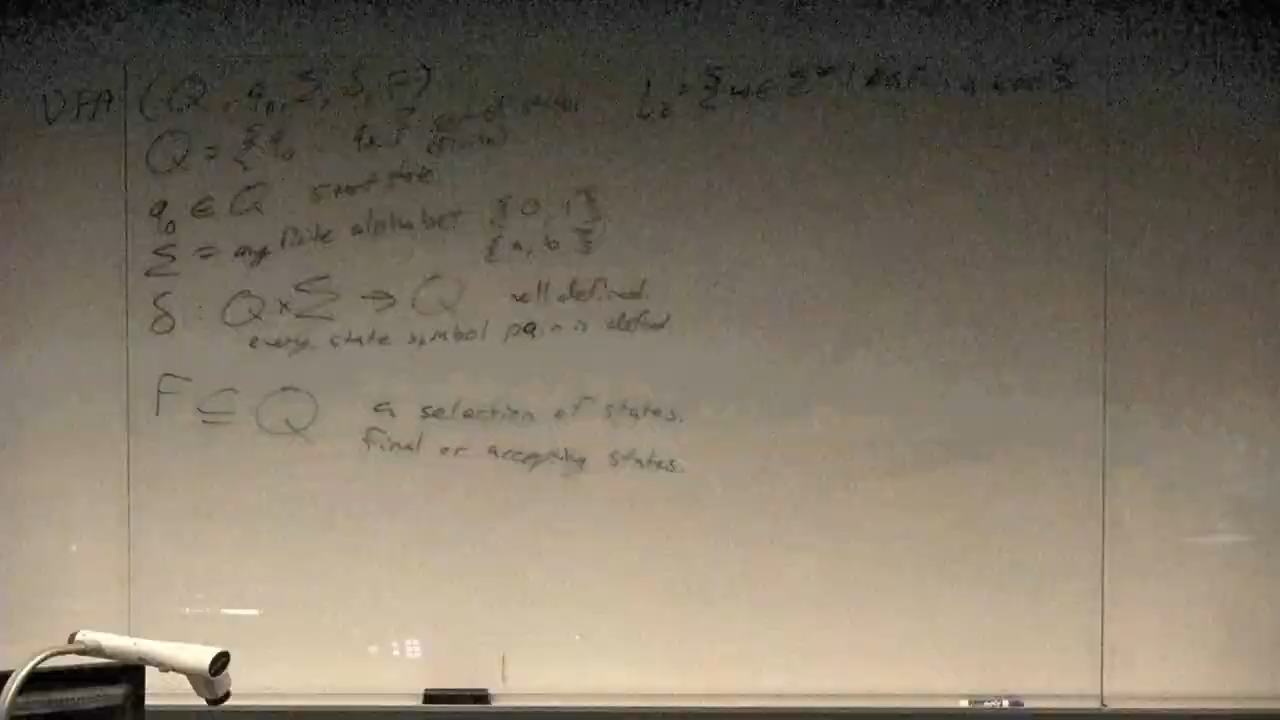 DFA (Q, q₀, Σ, δ, F)
Q = {q₀
q₀ ∈ Q start state
Σ = any finite alphabet {0, 1}
{a, b}
δ : Q × Σ → Q well defined.
every state symbol pair is defined
F ⊆ Q a selection of states.
final or accepting states.
L₂ = {w ∈ Σ* |